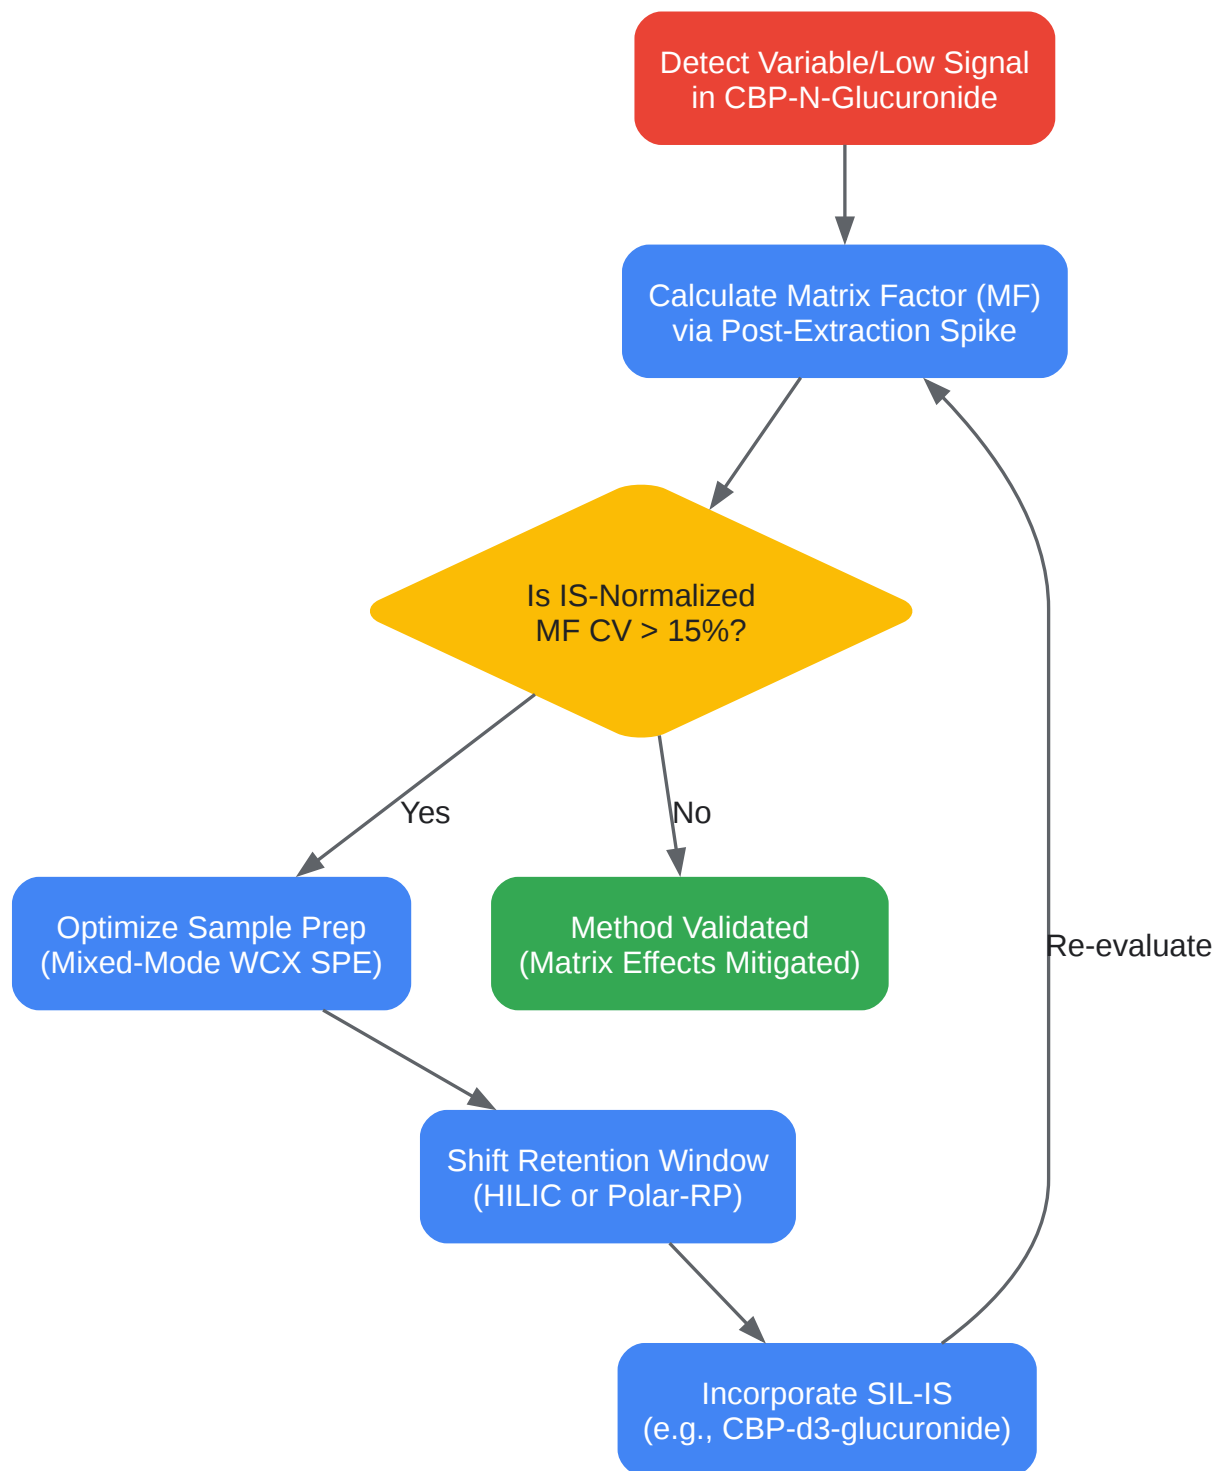 Detect Variable/Low Signal
in CBP-N-Glucuronide
Calculate Matrix Factor (MF)
via Post-Extraction Spike
Is IS-Normalized
MF CV > 15%?
Yes
No
Optimize Sample Prep
(Mixed-Mode WCX SPE)
Method Validated
(Matrix Effects Mitigated)
Re-evaluate
Shift Retention Window
(HILIC or Polar-RP)
Incorporate SIL-IS
(e.g., CBP-d3-glucuronide)